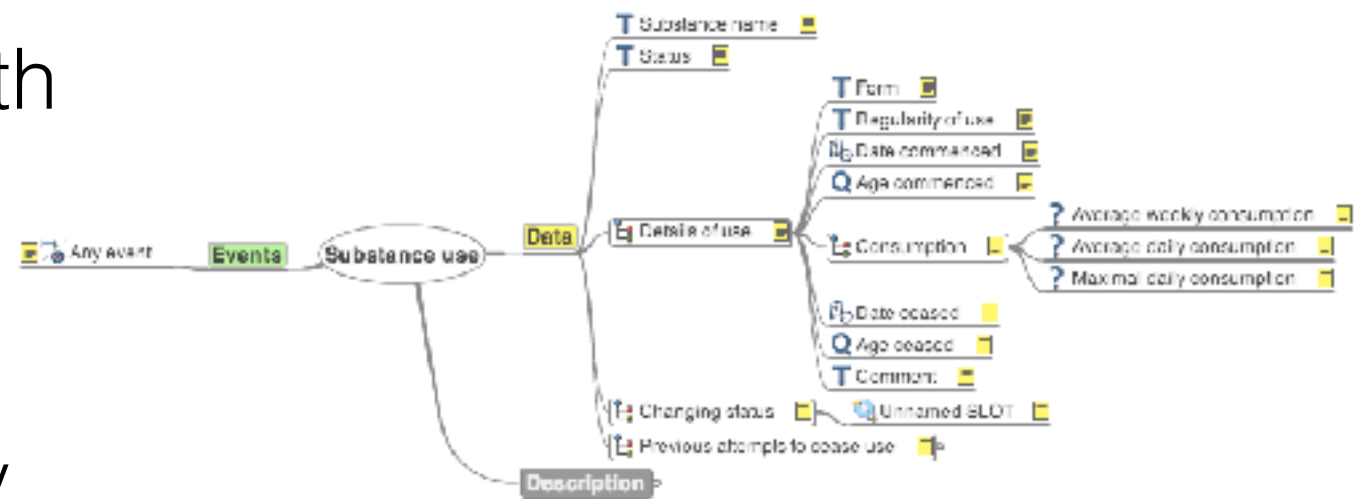 th
y
Any event
Events
Substance use
Data
Substance name
Status
Details of use
Form
Regularity of use
Date commenced
Age commenced
Consumption
Average weekly consumption
Average daily consumption
Maximal daily consumption
Date ceased
Age ceased
Comment
Changing status
Unnamed SLOT
Previous attempts to cease use
Description